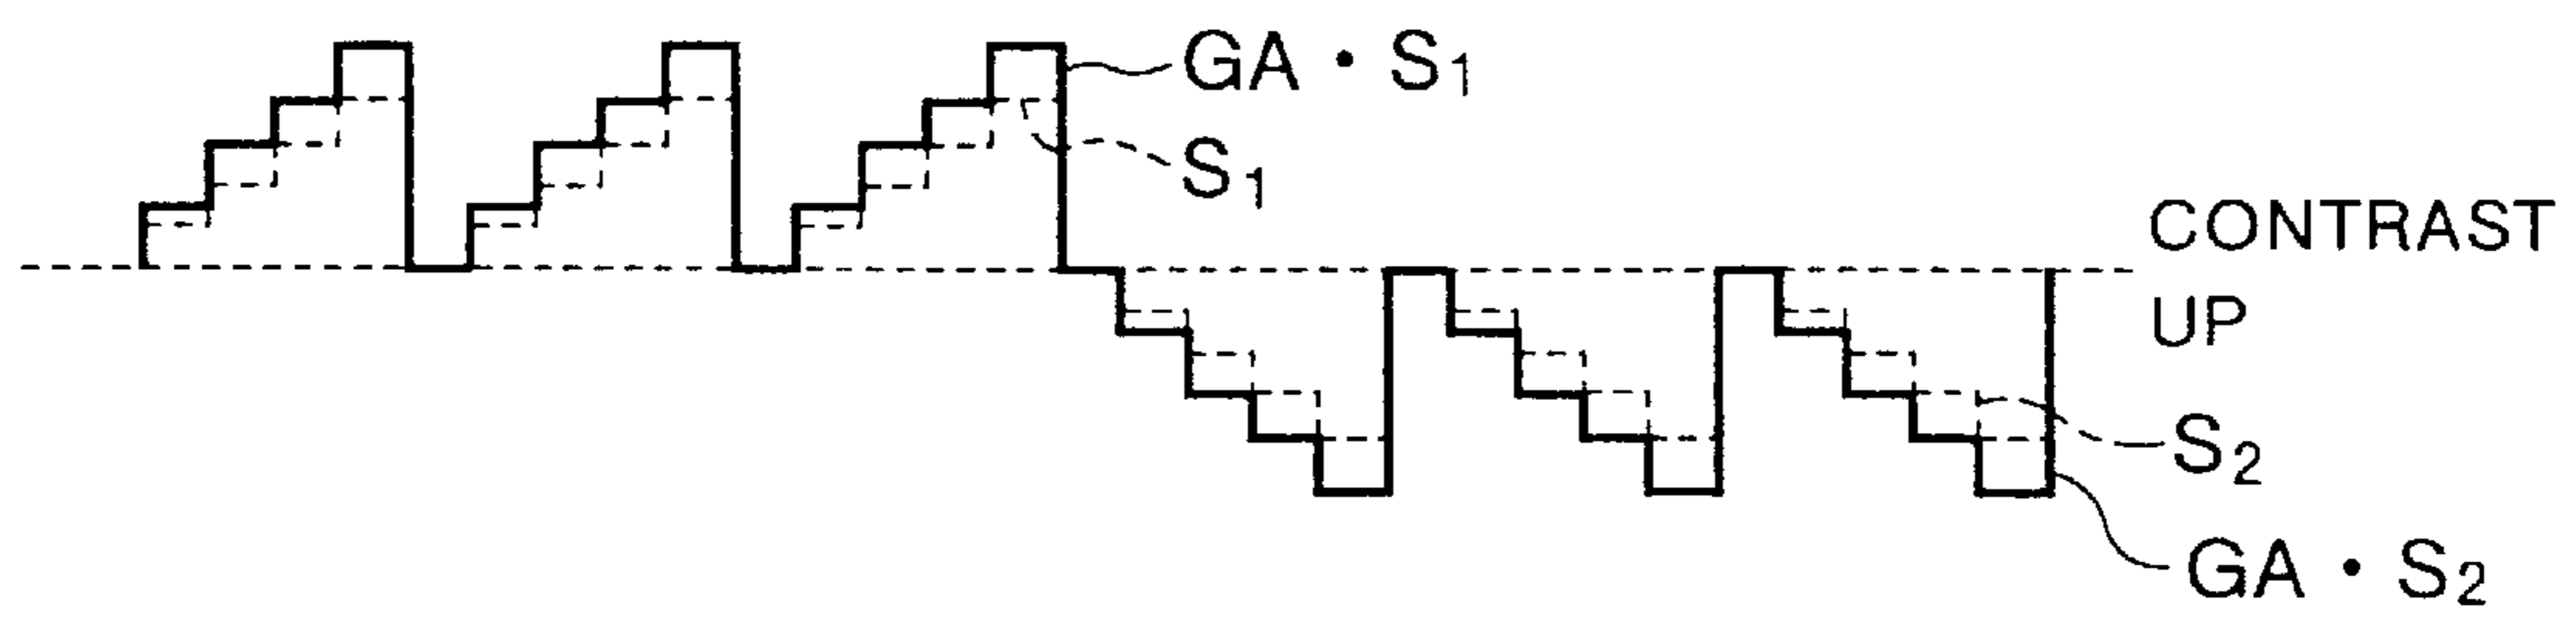 GA・S1
S1
CONTRAST
UP
S2
GA・S2